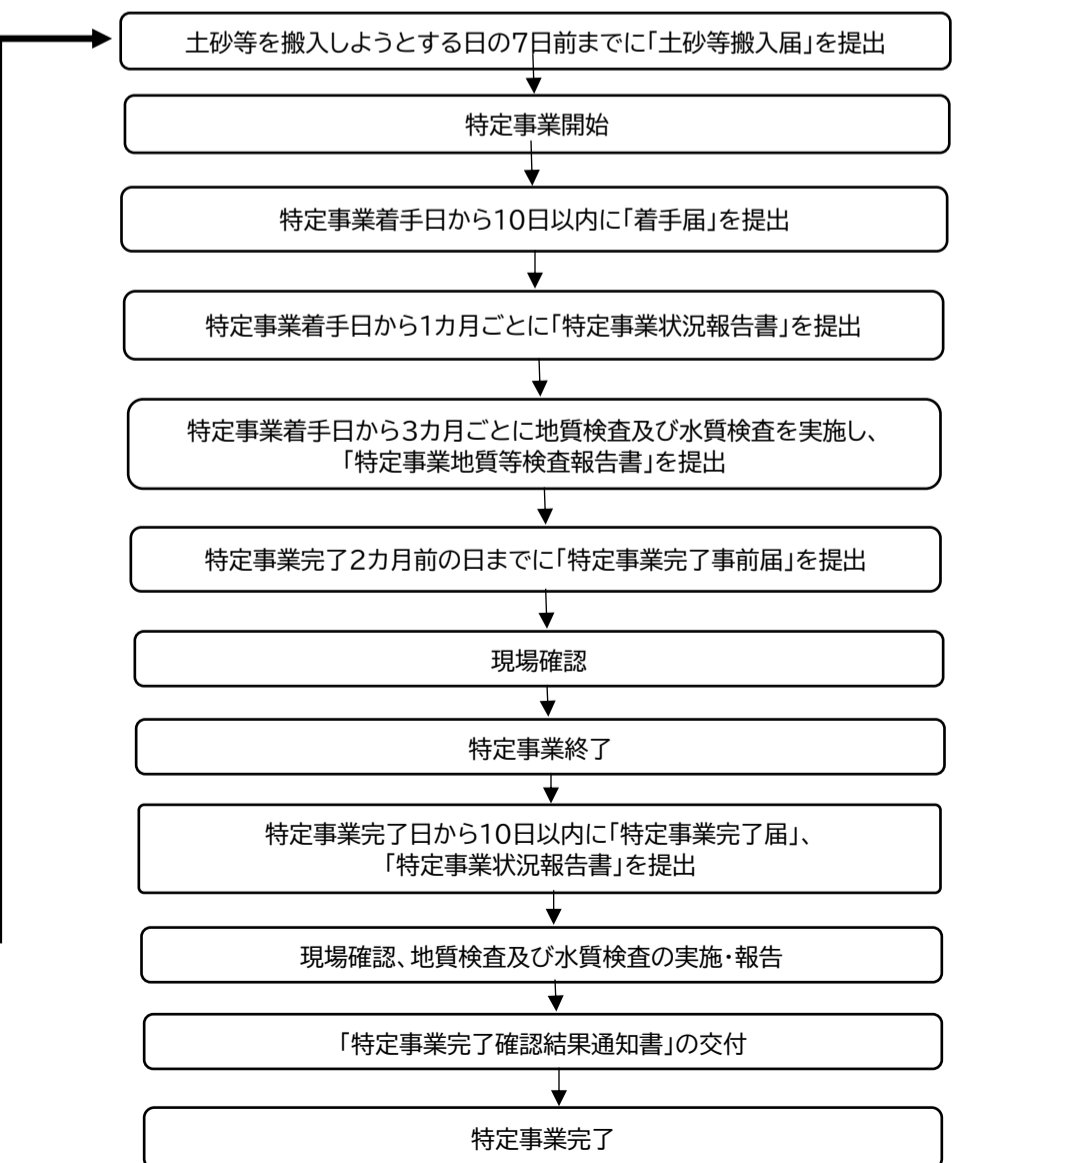 土砂等を搬入しようとする日の7日前までに｢土砂等搬入届｣を提出
特定事業開始
特定事業着手日から10日以内に｢着手届｣を提出
特定事業着手日から1カ月ごとに｢特定事業状況報告書｣を提出
特定事業着手日から3カ月ごとに地質検査及び水質検査を実施し、
｢特定事業地質等検査報告書｣を提出
特定事業完了2カ月前の日までに｢特定事業完了事前届｣を提出
現場確認
特定事業終了
特定事業完了日から10日以内に｢特定事業完了届｣、
｢特定事業状況報告書｣を提出
現場確認、地質検査及び水質検査の実施･報告
｢特定事業完了確認結果通知書｣の交付
特定事業完了